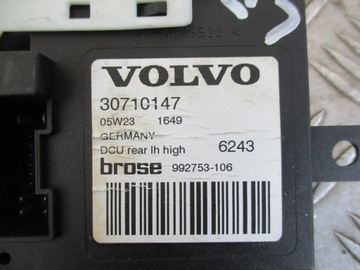 VOLVO
30710147
05W23 1649
GERMANY
DCU rear lh high 6243
brose 992753-106